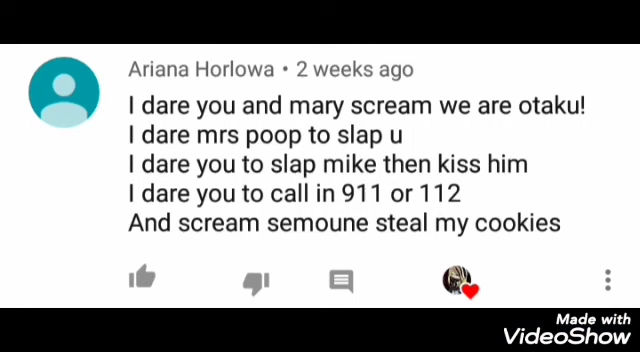 Ariana Horlowa • 2 weeks ago
I dare you and mary scream we are otaku!
I dare mrs poop to slap u
I dare you to slap mike then kiss him
I dare you to call in 911 or 112
And scream semoune steal my cookies
Made with
VideoShow